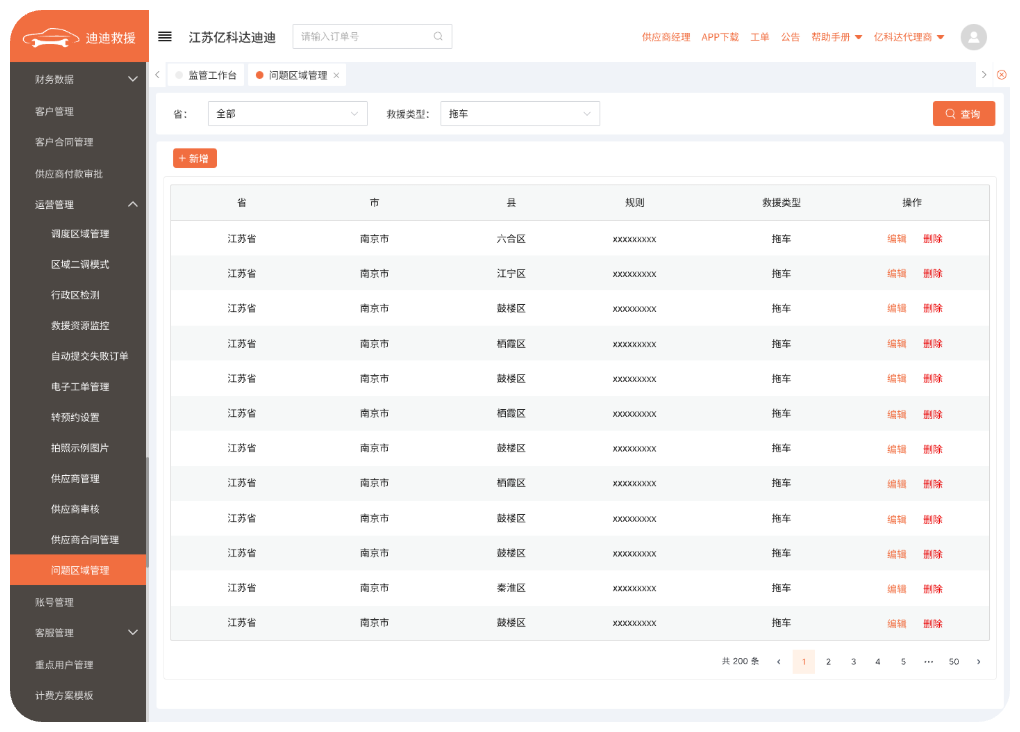 迪迪救援
江苏亿科达迪迪 请输入订单号 供应商经理 APP下载 工单 公告 帮助手册 亿科达代理商
财务数据
客户管理
客户合同管理
供应商付款审批
运营管理
调度区域管理
区域二调模式
行政区检测
救援资源监控
自动提交失败订单
电子工单管理
转预约设置
拍照示例图片
供应商管理
供应商审核
供应商合同管理
问题区域管理
账号管理
客服管理
重点用户管理
计费方案模板
监管工作台 问题区域管理
省： 全部 救援类型： 拖车 查询
+ 新增
省 市 县 规则 救援类型 操作
江苏省 南京市 六合区 xxxxxxxxx 拖车 编辑 删除
江苏省 南京市 江宁区 xxxxxxxxx 拖车 编辑 删除
江苏省 南京市 鼓楼区 xxxxxxxxx 拖车 编辑 删除
江苏省 南京市 栖霞区 xxxxxxxxx 拖车 编辑 删除
江苏省 南京市 鼓楼区 xxxxxxxxx 拖车 编辑 删除
江苏省 南京市 栖霞区 xxxxxxxxx 拖车 编辑 删除
江苏省 南京市 鼓楼区 xxxxxxxxx 拖车 编辑 删除
江苏省 南京市 栖霞区 xxxxxxxxx 拖车 编辑 删除
江苏省 南京市 鼓楼区 xxxxxxxxx 拖车 编辑 删除
江苏省 南京市 鼓楼区 xxxxxxxxx 拖车 编辑 删除
江苏省 南京市 秦淮区 xxxxxxxxx 拖车 编辑 删除
江苏省 南京市 鼓楼区 xxxxxxxxx 拖车 编辑 删除
共 200 条 ‹ 1 2 3 4 5 ··· 50 ›